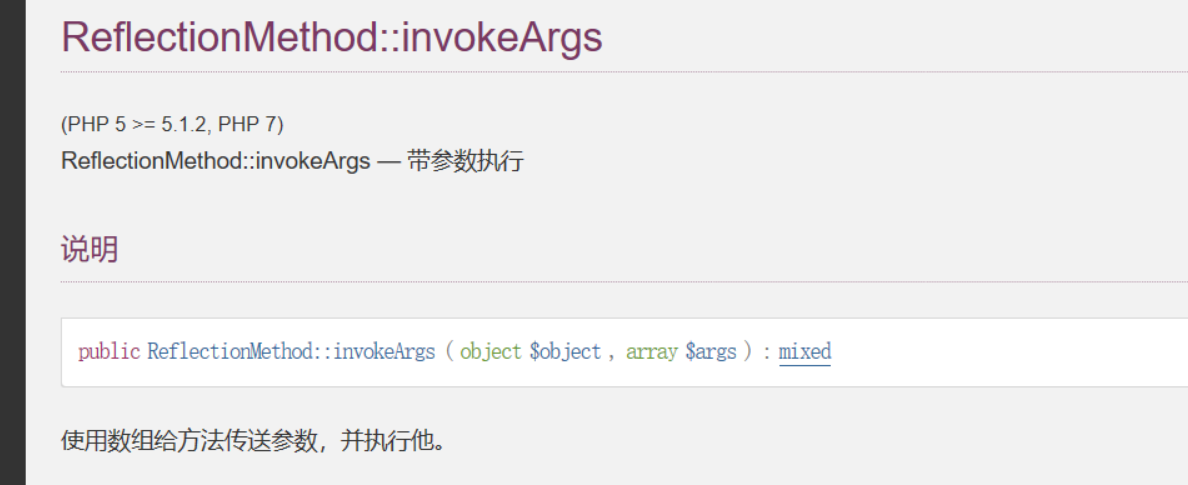 ReflectionMethod::invokeArgs
(PHP 5 >= 5.1.2, PHP 7)
ReflectionMethod::invokeArgs — 带参数执行
说明
public ReflectionMethod::invokeArgs ( object $object , array $args ) : mixed
使用数组给方法传送参数，并执行他。